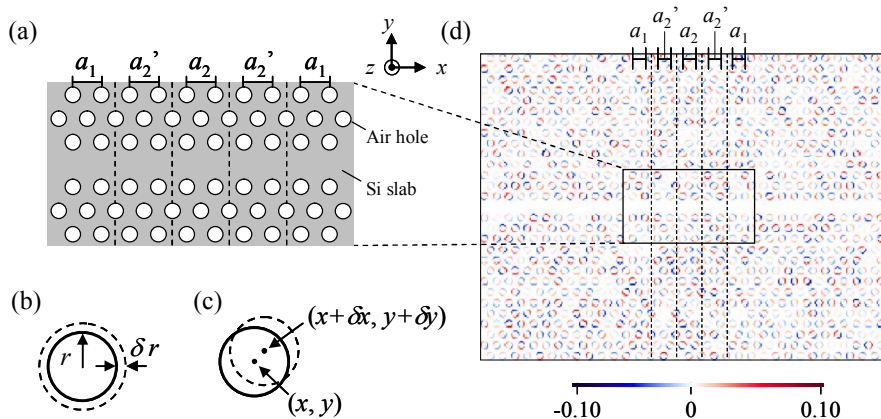 (a)
a₁ a₂' a₂ a₂' a₁
y
z x
Air hole
Si slab
(b)
r δr
(c)
(x+δx, y+δy)
(x, y)
(d)
a₁ a₂' a₂ a₂' a₁
-0.10 0 0.10